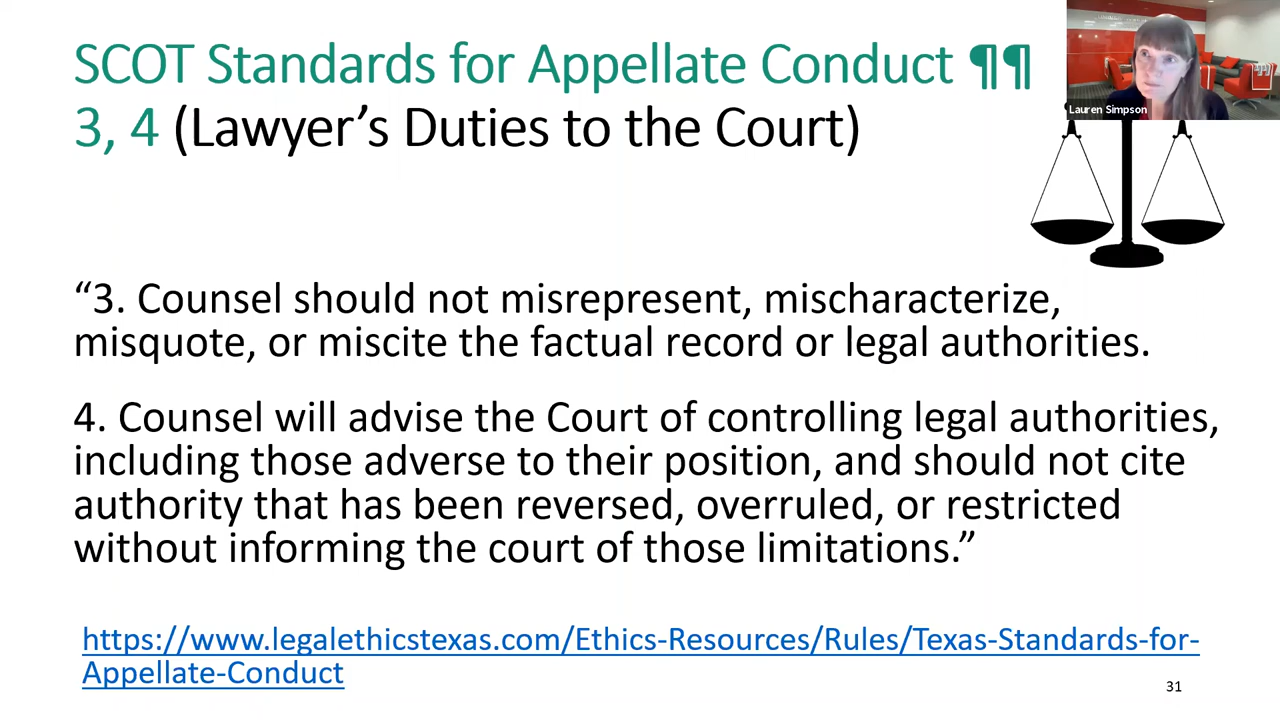 SCOT Standards for Appellate Conduct ¶¶
3, 4 (Lawyer’s Duties to the Court)
Lauren Simpson
“3. Counsel should not misrepresent, mischaracterize,
misquote, or miscite the factual record or legal authorities.
4. Counsel will advise the Court of controlling legal authorities,
including those adverse to their position, and should not cite
authority that has been reversed, overruled, or restricted
without informing the court of those limitations.”
https://www.legalethicstexas.com/Ethics-Resources/Rules/Texas-Standards-for-
Appellate-Conduct
31